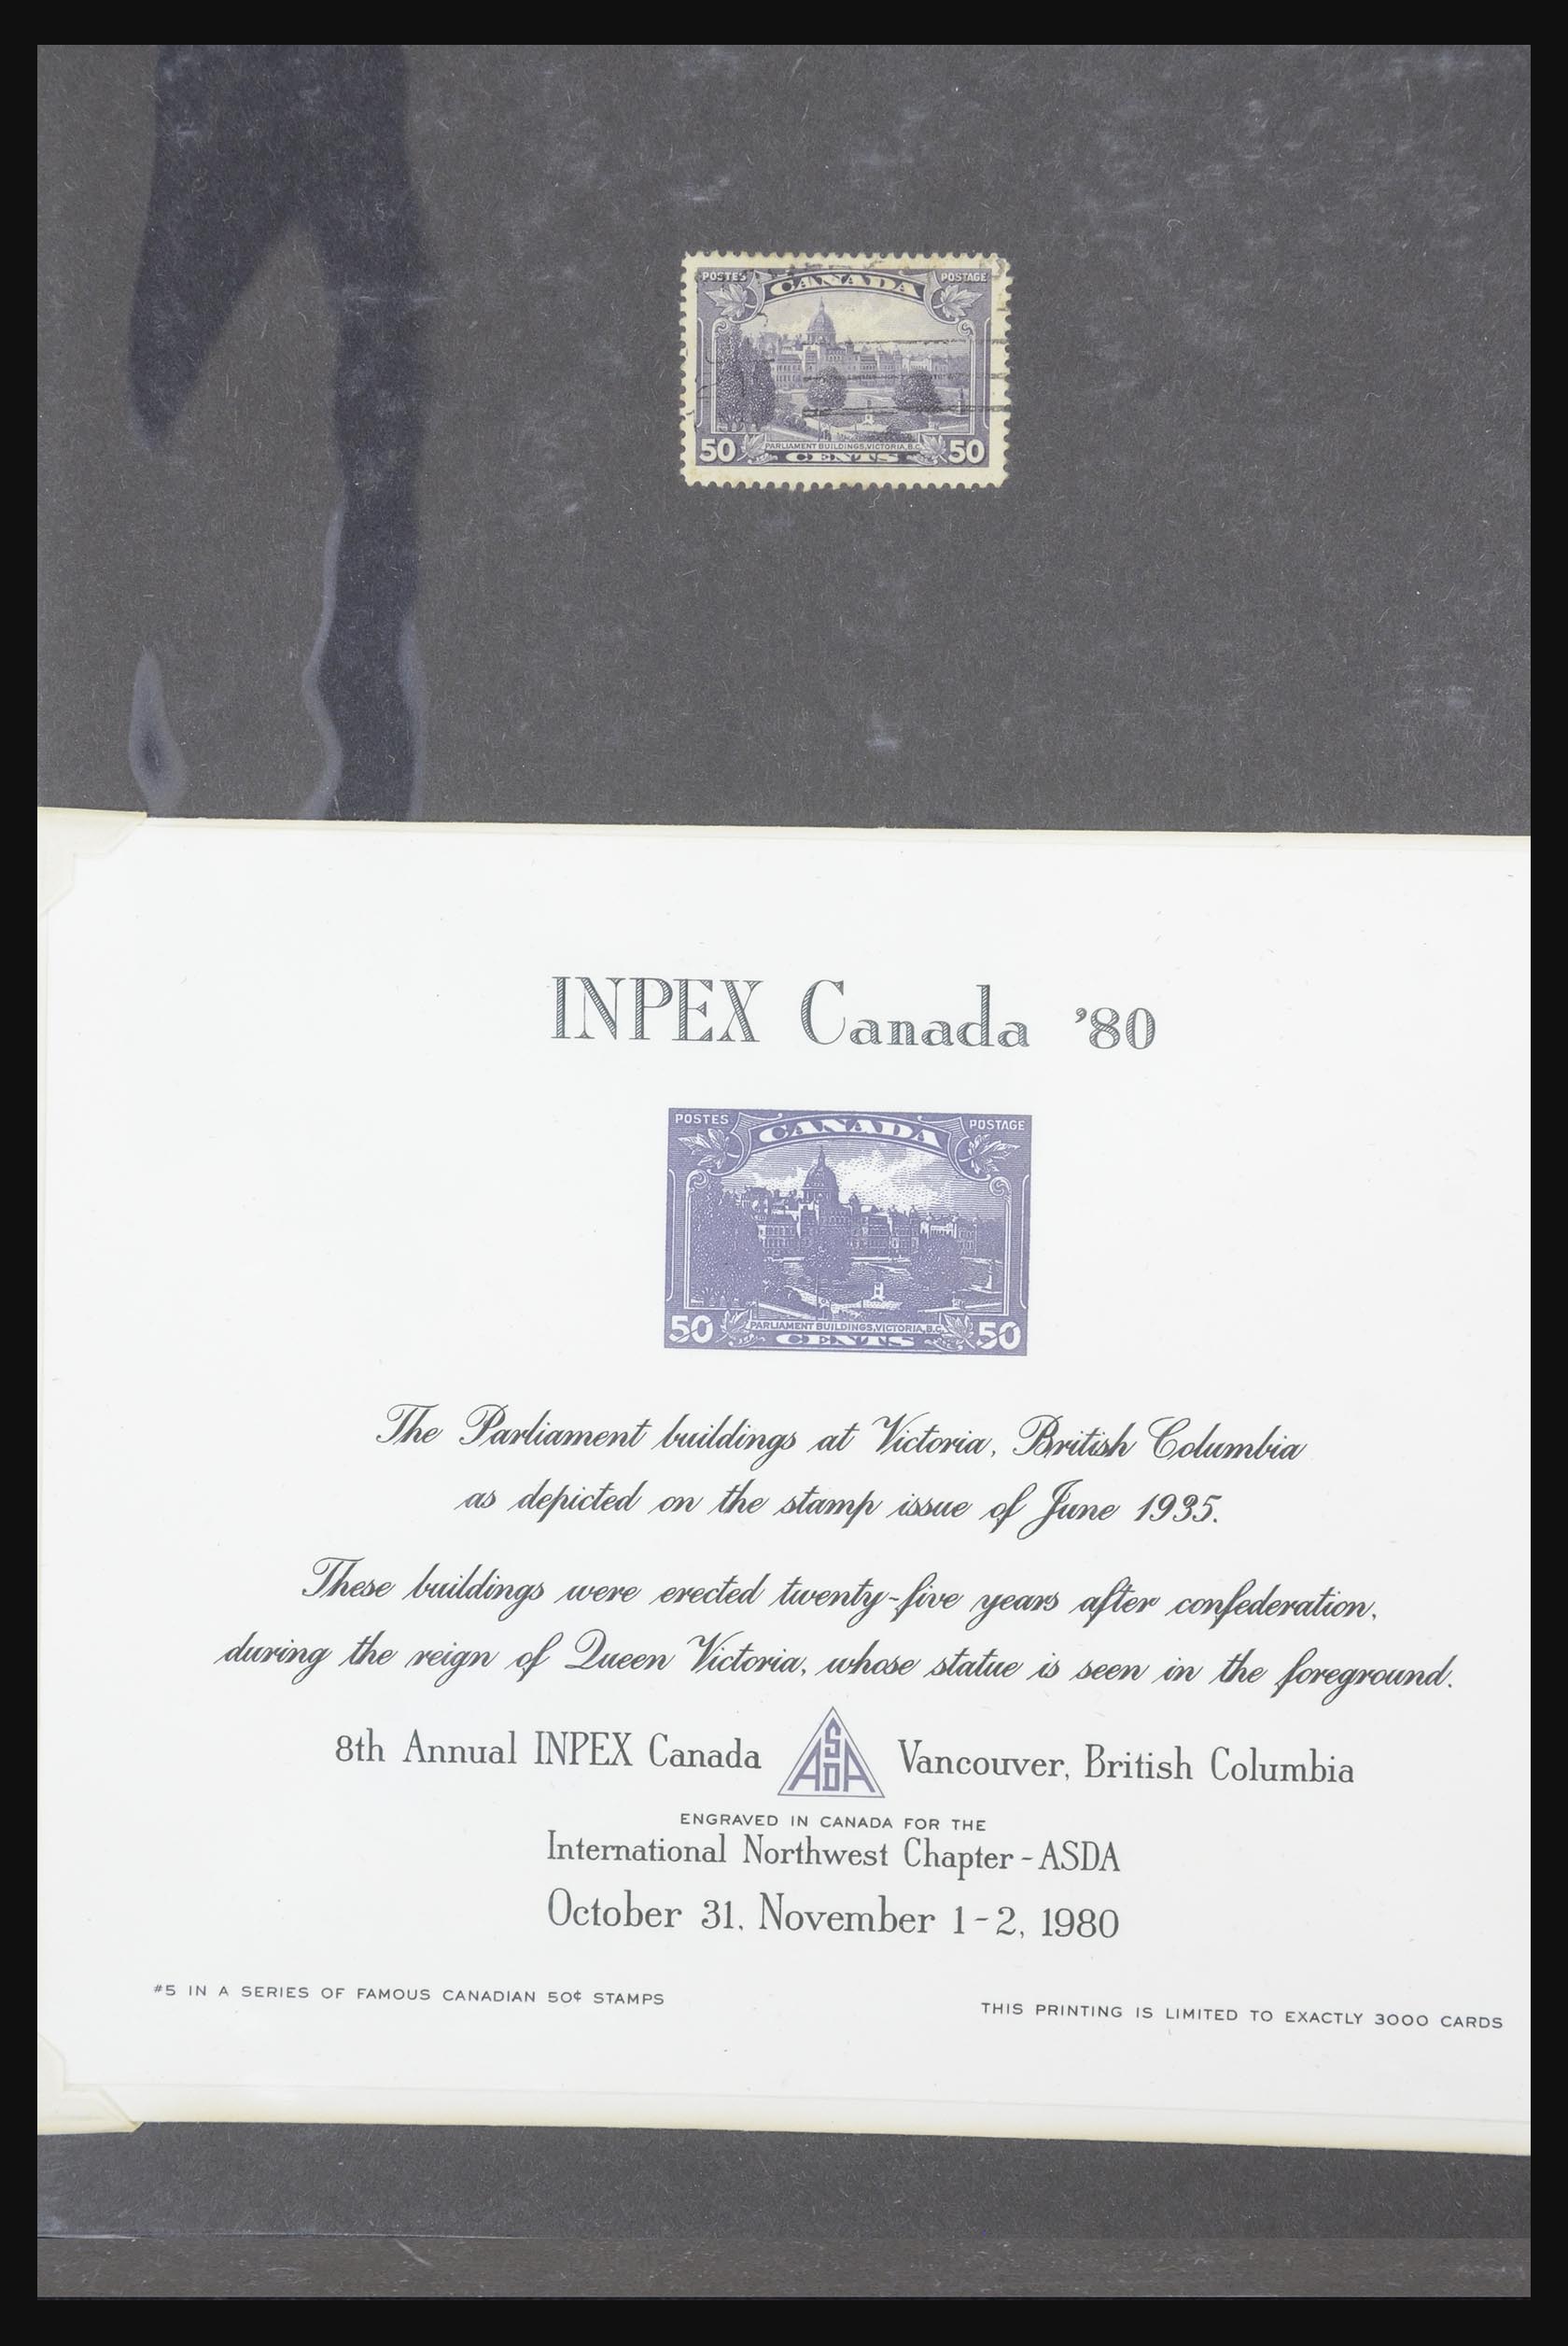 POSTES CANADA POSTAGE
50 PARLIAMENT BUILDINGS, VICTORIA, B.C. 50
CENTS
INPEX Canada '80
POSTES CANADA POSTAGE
50 PARLIAMENT BUILDINGS, VICTORIA, B.C. 50
CENTS
The Parliament buildings at Victoria, British Columbia
as depicted on the stamp issue of June 1935.
These buildings were erected twenty-five years after confederation,
during the reign of Queen Victoria, whose statue is seen in the foreground.
8th Annual INPEX Canada ASDA Vancouver, British Columbia
ENGRAVED IN CANADA FOR THE
International Northwest Chapter - ASDA
October 31, November 1-2, 1980
#5 IN A SERIES OF FAMOUS CANADIAN 50¢ STAMPS
THIS PRINTING IS LIMITED TO EXACTLY 3000 CARDS